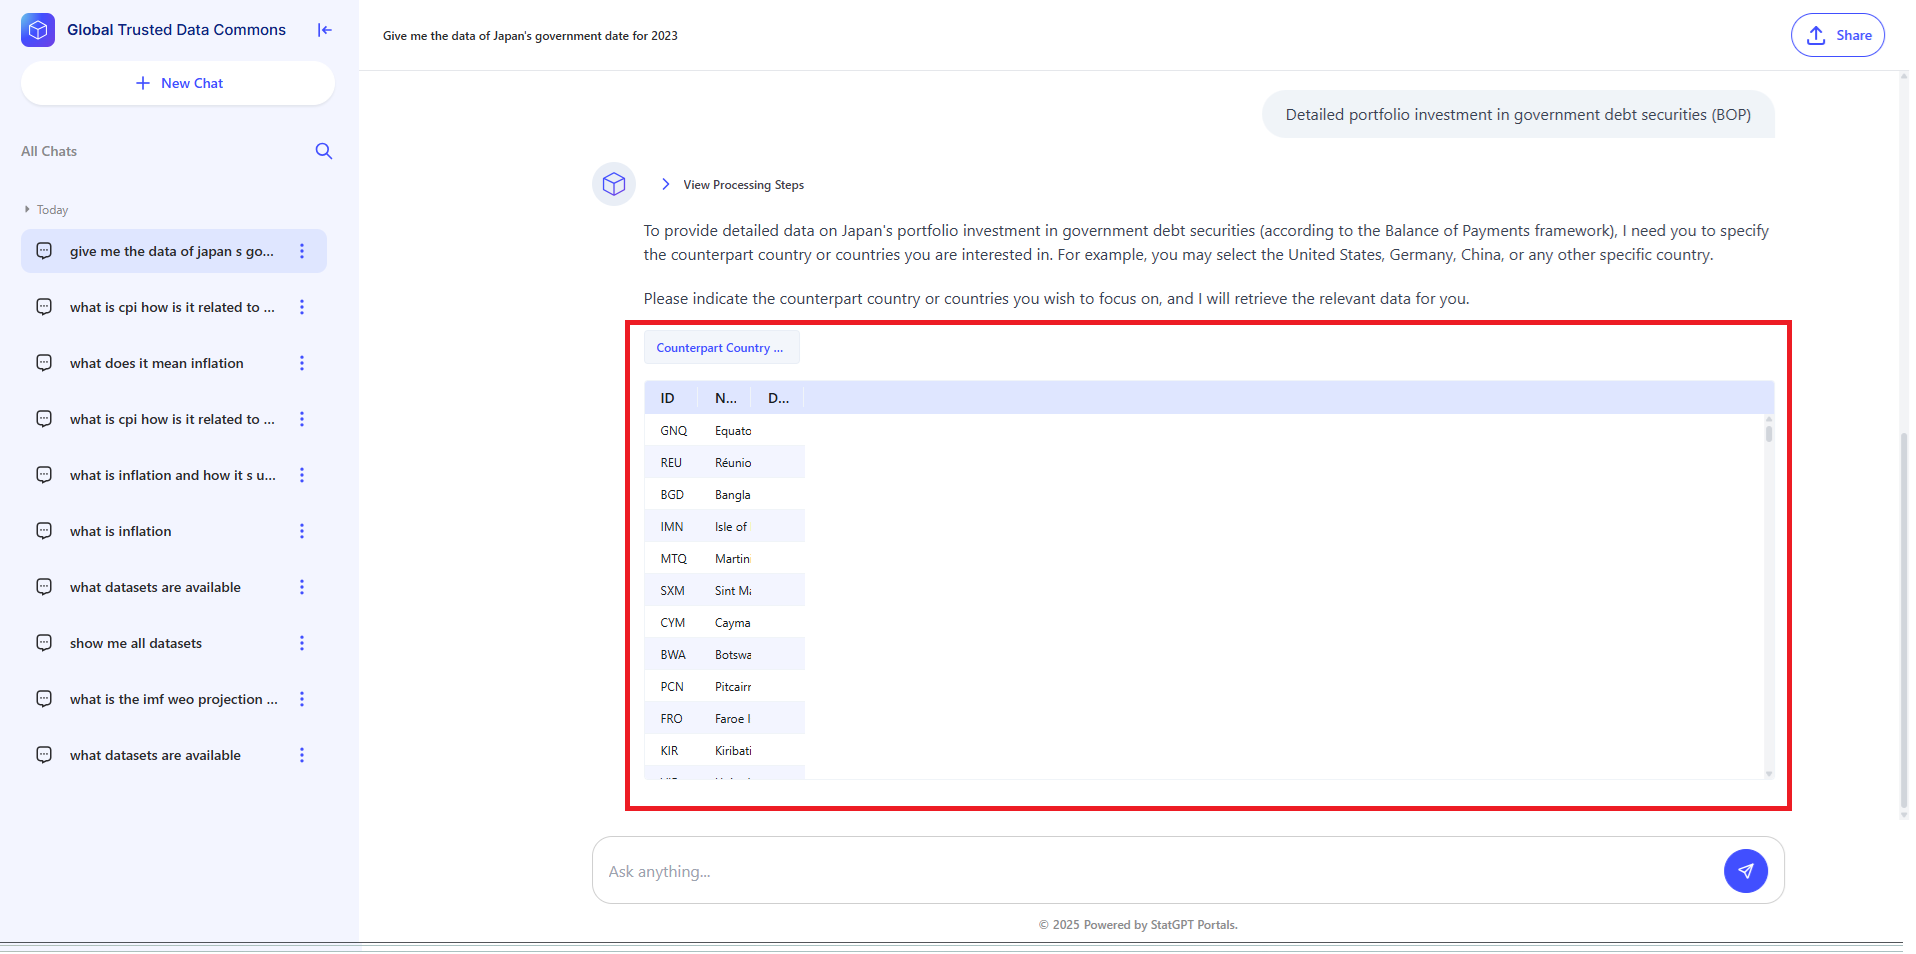 Global Trusted Data Commons
New Chat
All Chats
Today
give me the data of japan s go...
what is cpi how is it related to ...
what does it mean inflation
what is cpi how is it related to ...
what is inflation and how it s u...
what is inflation
what datasets are available
show me all datasets
what is the imf weo projection ...
what datasets are available
Give me the data of Japan's government date for 2023
Share
Detailed portfolio investment in government debt securities (BOP)
View Processing Steps
To provide detailed data on Japan's portfolio investment in government debt securities (according to the Balance of Payments framework), I need you to specify
the counterpart country or countries you are interested in. For example, you may select the United States, Germany, China, or any other specific country.
Please indicate the counterpart country or countries you wish to focus on, and I will retrieve the relevant data for you.
Counterpart Country ...
ID N... D...
GNQ Equato
REU Réunio
BGD Bangla
IMN Isle of
MTQ Martin
SXM Sint Ma
CYM Cayma
BWA Botswa
PCN Pitcairn
FRO Faroe I
KIR Kiribati
Ask anything...
© 2025 Powered by StatGPT Portals.